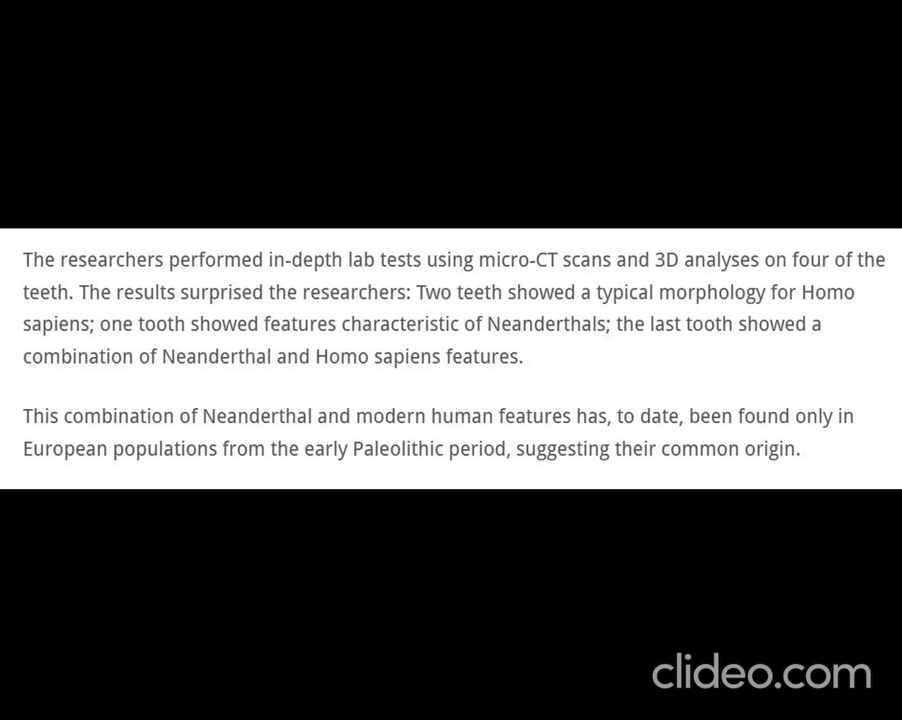 The researchers performed in-depth lab tests using micro-CT scans and 3D analyses on four of the
teeth. The results surprised the researchers: Two teeth showed a typical morphology for Homo
sapiens; one tooth showed features characteristic of Neanderthals; the last tooth showed a
combination of Neanderthal and Homo sapiens features.
This combination of Neanderthal and modern human features has, to date, been found only in
European populations from the early Paleolithic period, suggesting their common origin.
clideo.com